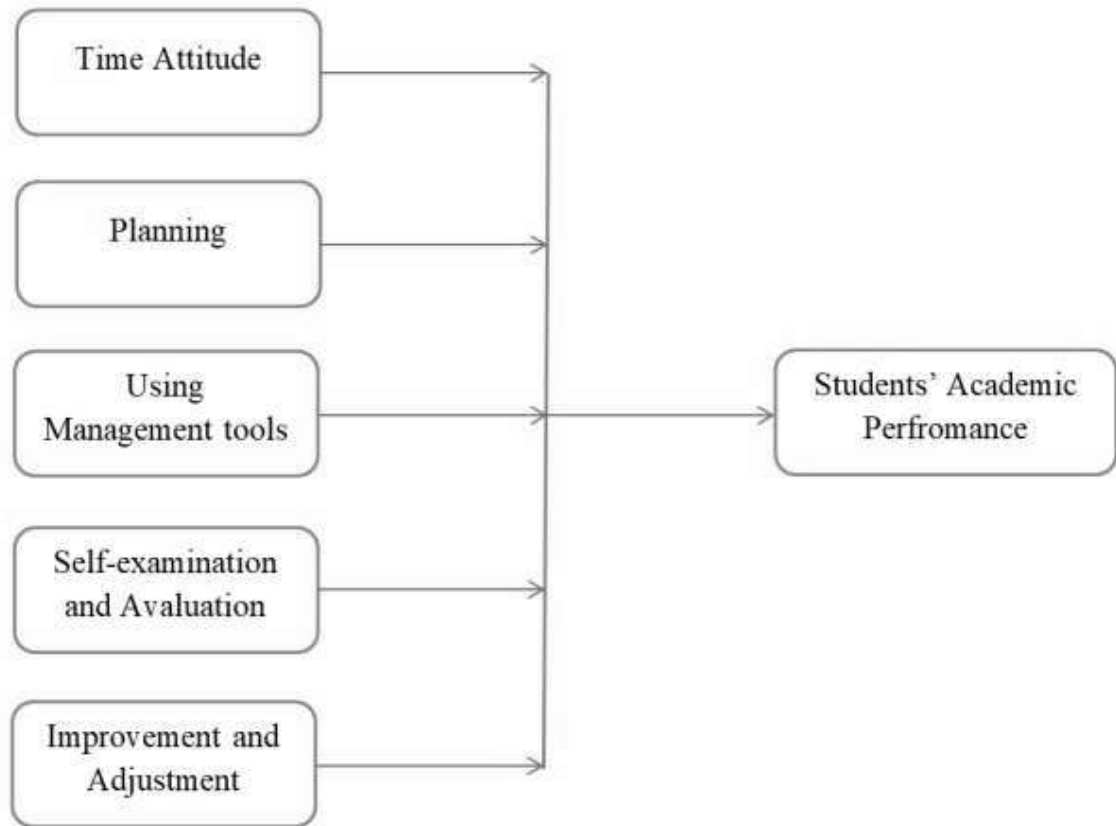 Time Attitude
Planning
Using
Management tools
Self-examination
and Avaluation
Improvement and
Adjustment
Students’ Academic
Perfromance